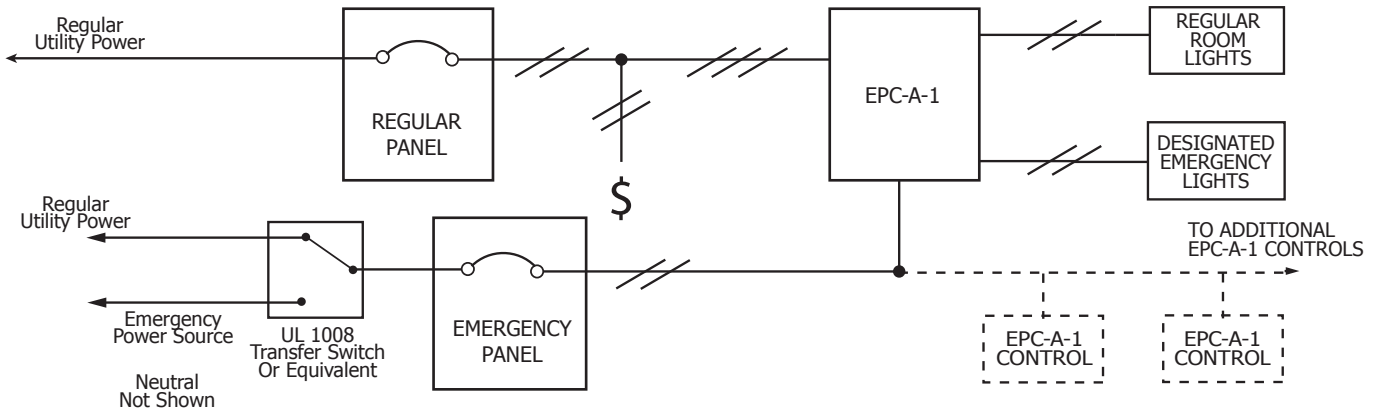 Regular
Utility Power
REGULAR
PANEL
$
EPC-A-1
REGULAR
ROOM
LIGHTS
DESIGNATED
EMERGENCY
LIGHTS
Regular
Utility Power
Emergency
Power Source
Neutral
Not Shown
UL 1008
Transfer Switch
Or Equivalent
EMERGENCY
PANEL
TO ADDITIONAL
EPC-A-1 CONTROLS
EPC-A-1
CONTROL
EPC-A-1
CONTROL